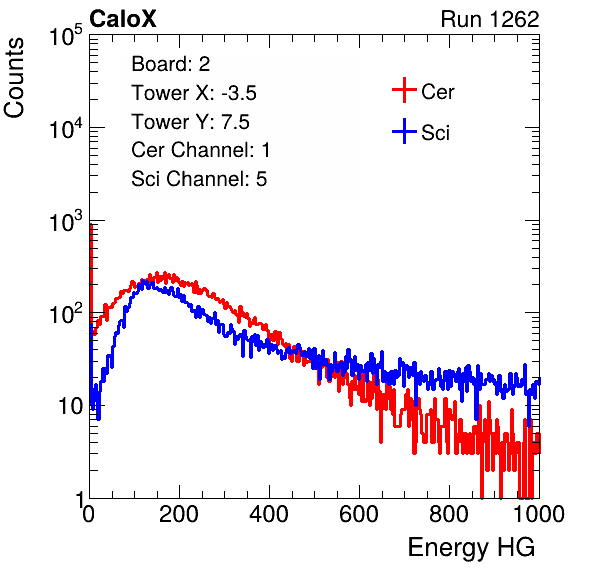 CaloX Run 1262
Counts
10^5
10^4
10^3
10^2
10
1
Board: 2
Tower X: -3.5
Tower Y: 7.5
Cer Channel: 1
Sci Channel: 5
Cer
Sci
0 200 400 600 800 1000
Energy HG